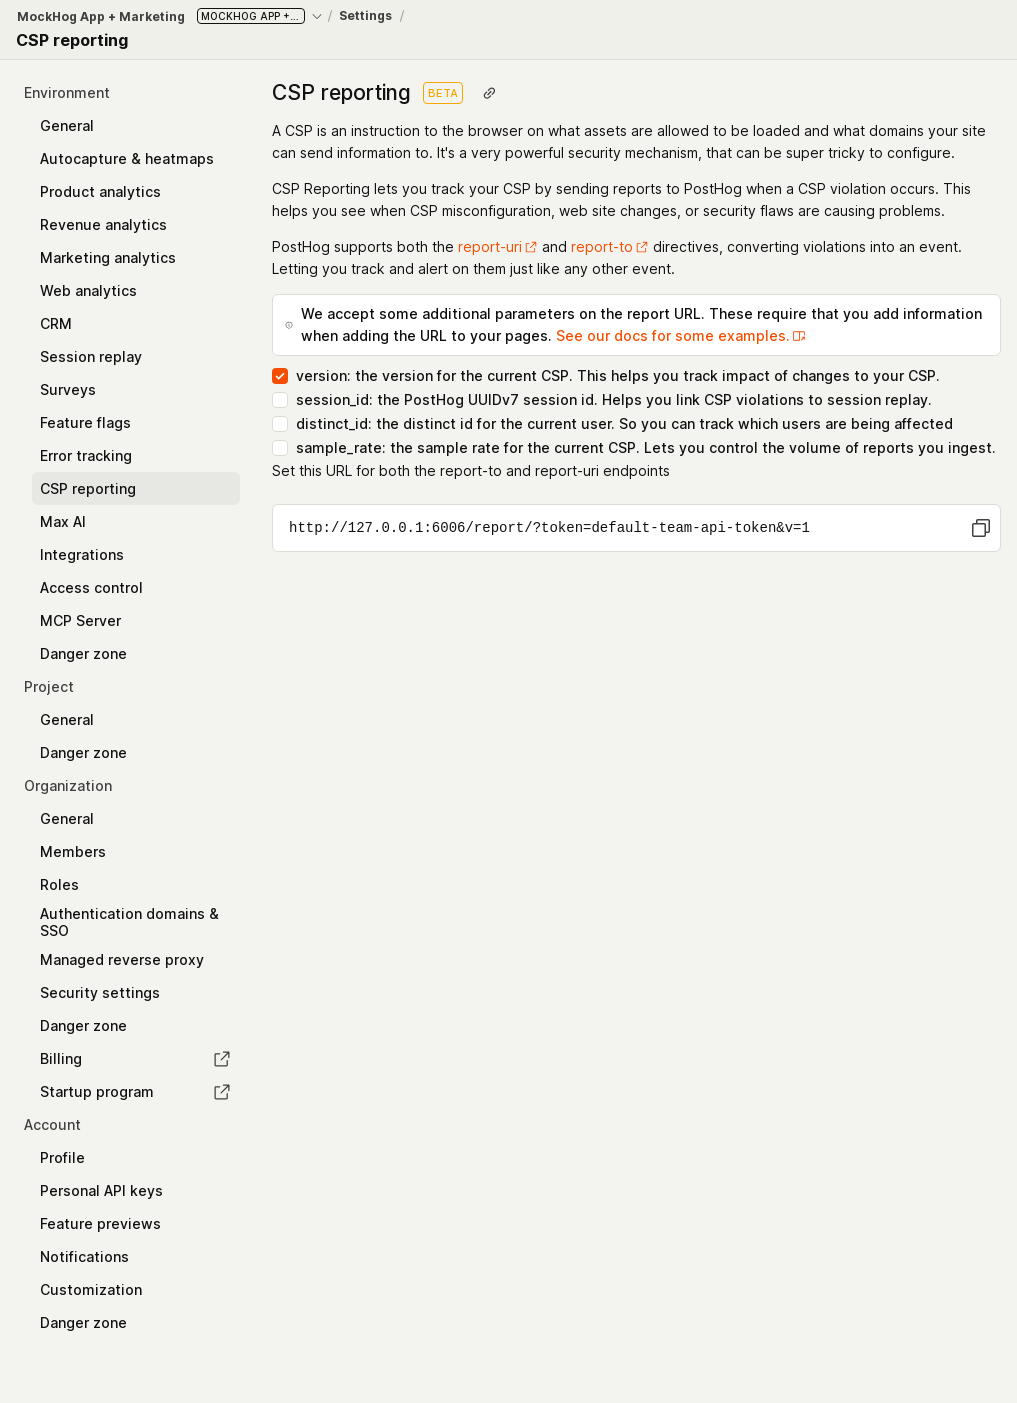 MockHog App + Marketing MOCKHOG APP +... / Settings /
CSP reporting
Environment
General
Autocapture & heatmaps
Product analytics
Revenue analytics
Marketing analytics
Web analytics
CRM
Session replay
Surveys
Feature flags
Error tracking
CSP reporting
Max AI
Integrations
Access control
MCP Server
Danger zone
Project
General
Danger zone
Organization
General
Members
Roles
Authentication domains &
SSO
Managed reverse proxy
Security settings
Danger zone
Billing
Startup program
Account
Profile
Personal API keys
Feature previews
Notifications
Customization
Danger zone
CSP reporting BETA
A CSP is an instruction to the browser on what assets are allowed to be loaded and what domains your site
can send information to. It's a very powerful security mechanism, that can be super tricky to configure.
CSP Reporting lets you track your CSP by sending reports to PostHog when a CSP violation occurs. This
helps you see when CSP misconfiguration, web site changes, or security flaws are causing problems.
PostHog supports both the report-uri and report-to directives, converting violations into an event.
Letting you track and alert on them just like any other event.
We accept some additional parameters on the report URL. These require that you add information
when adding the URL to your pages. See our docs for some examples.
version: the version for the current CSP. This helps you track impact of changes to your CSP.
session_id: the PostHog UUIDv7 session id. Helps you link CSP violations to session replay.
distinct_id: the distinct id for the current user. So you can track which users are being affected
sample_rate: the sample rate for the current CSP. Lets you control the volume of reports you ingest.
Set this URL for both the report-to and report-uri endpoints
http://127.0.0.1:6006/report/?token=default-team-api-token&v=1